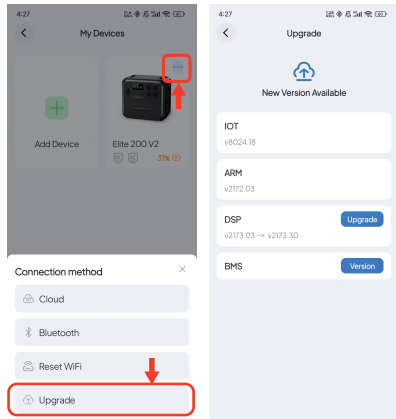 4:27
My Devices
Add Device
Elite 200 V2
31%
Connection method
Cloud
Bluetooth
Reset WiFi
Upgrade
4:27
Upgrade
New Version Available
IOT
v8024.18
ARM
v2172.03
DSP
Upgrade
v2173.03 -> v2173.30
BMS
Version